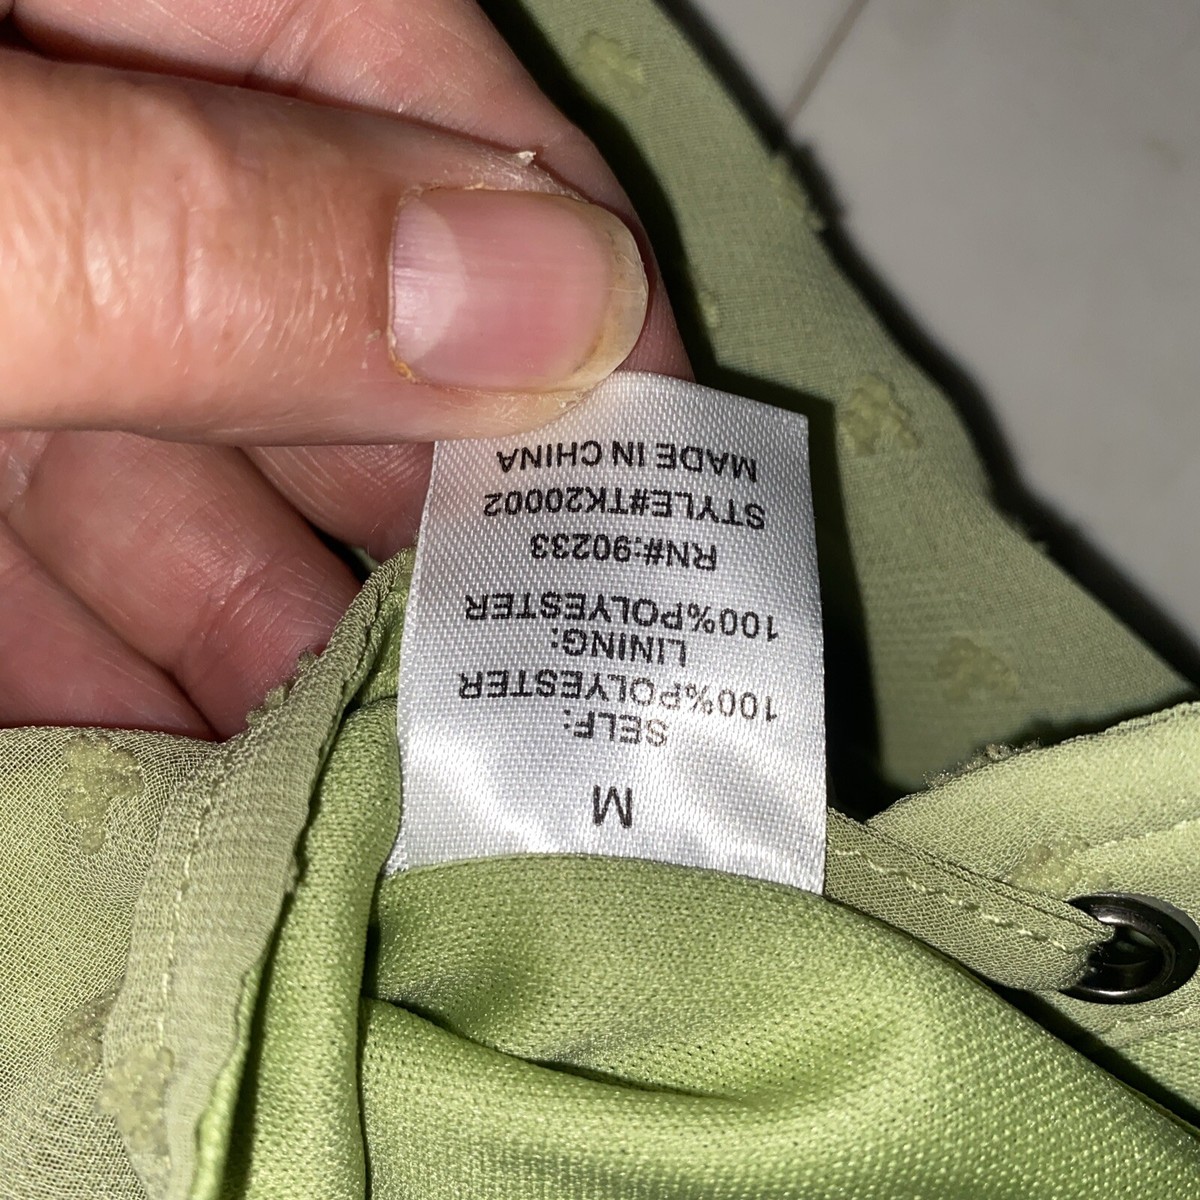 M
SELF:
100%POLYESTER
LINING:
100%POLYESTER
RN#:90233
STYLE#TK20002
MADE IN CHINA